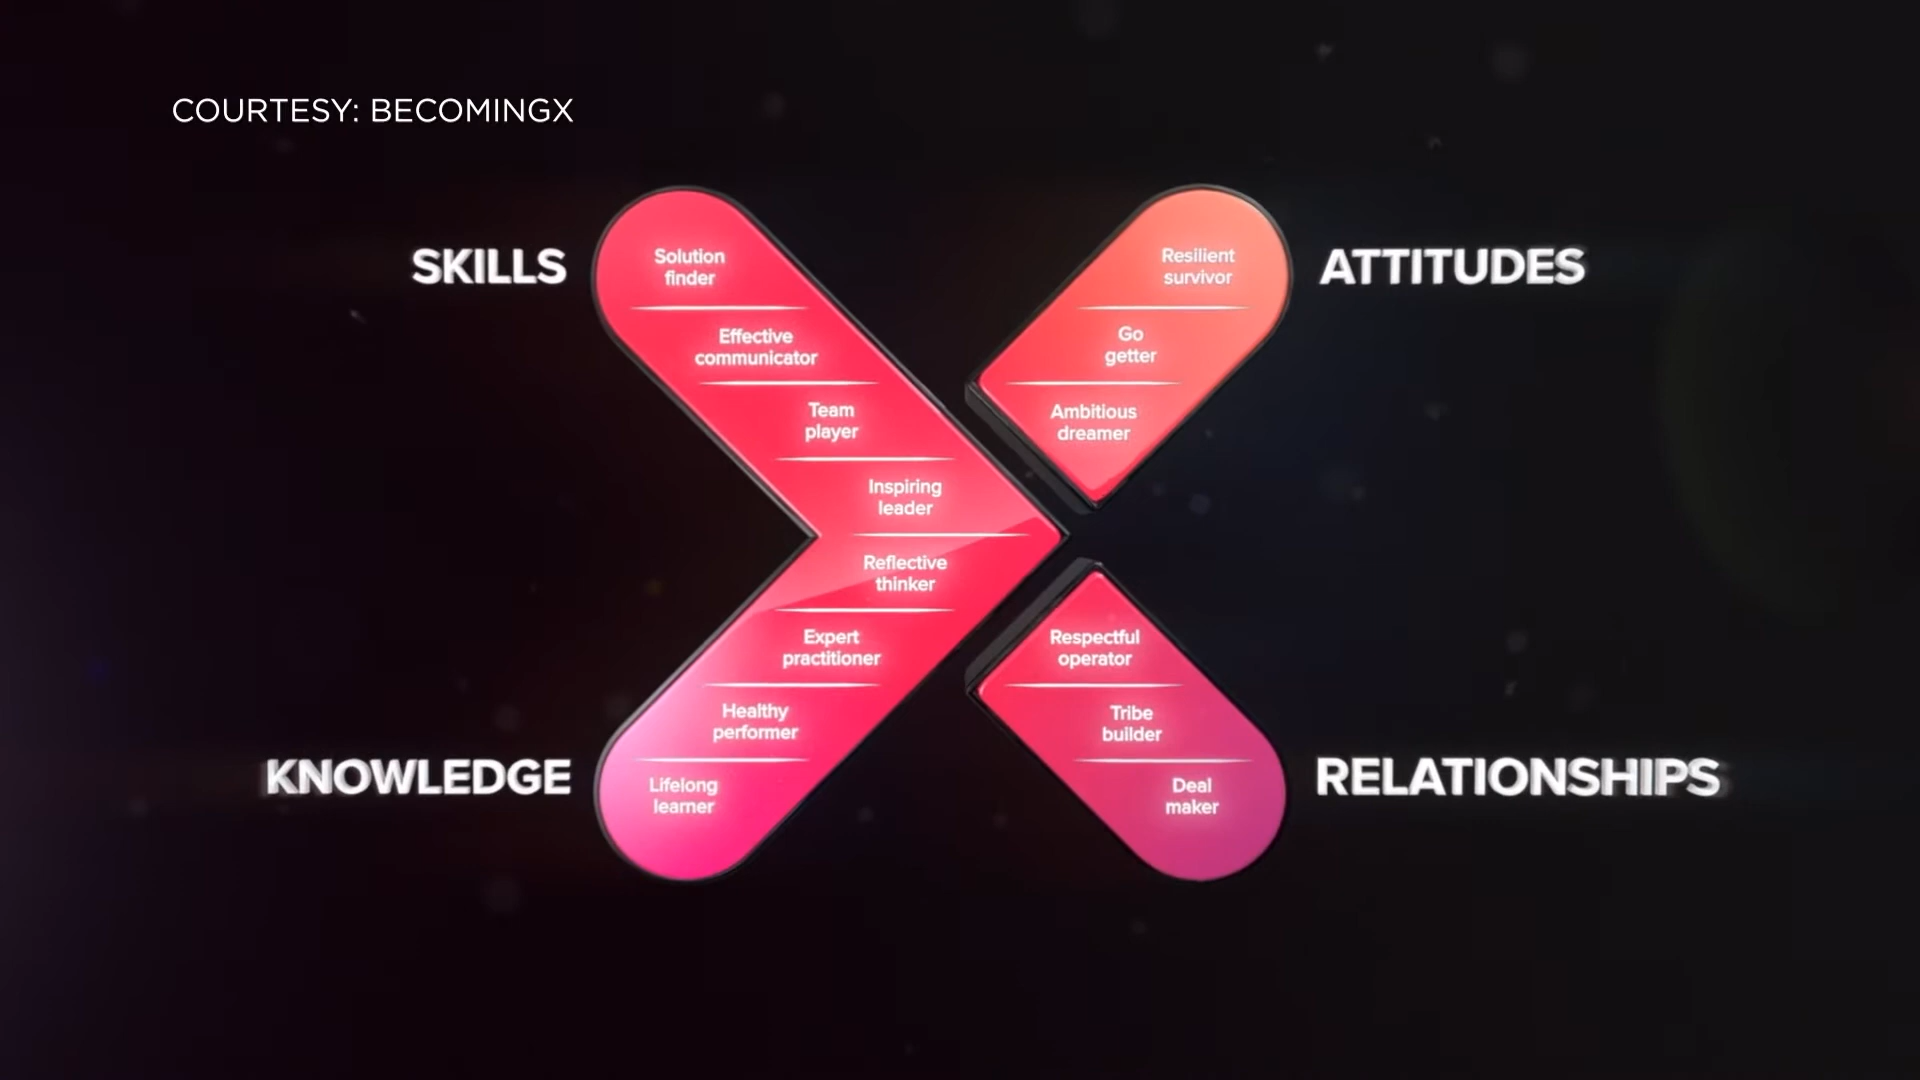 COURTESY: BECOMINGX
SKILLS
Solution
finder
Effective
communicator
Team
player
Inspiring
leader
Reflective
thinker
Expert
practitioner
Healthy
performer
Lifelong
learner
KNOWLEDGE
ATTITUDES
Resilient
survivor
Go
getter
Ambitious
dreamer
Respectful
operator
Tribe
builder
Deal
maker
RELATIONSHIPS